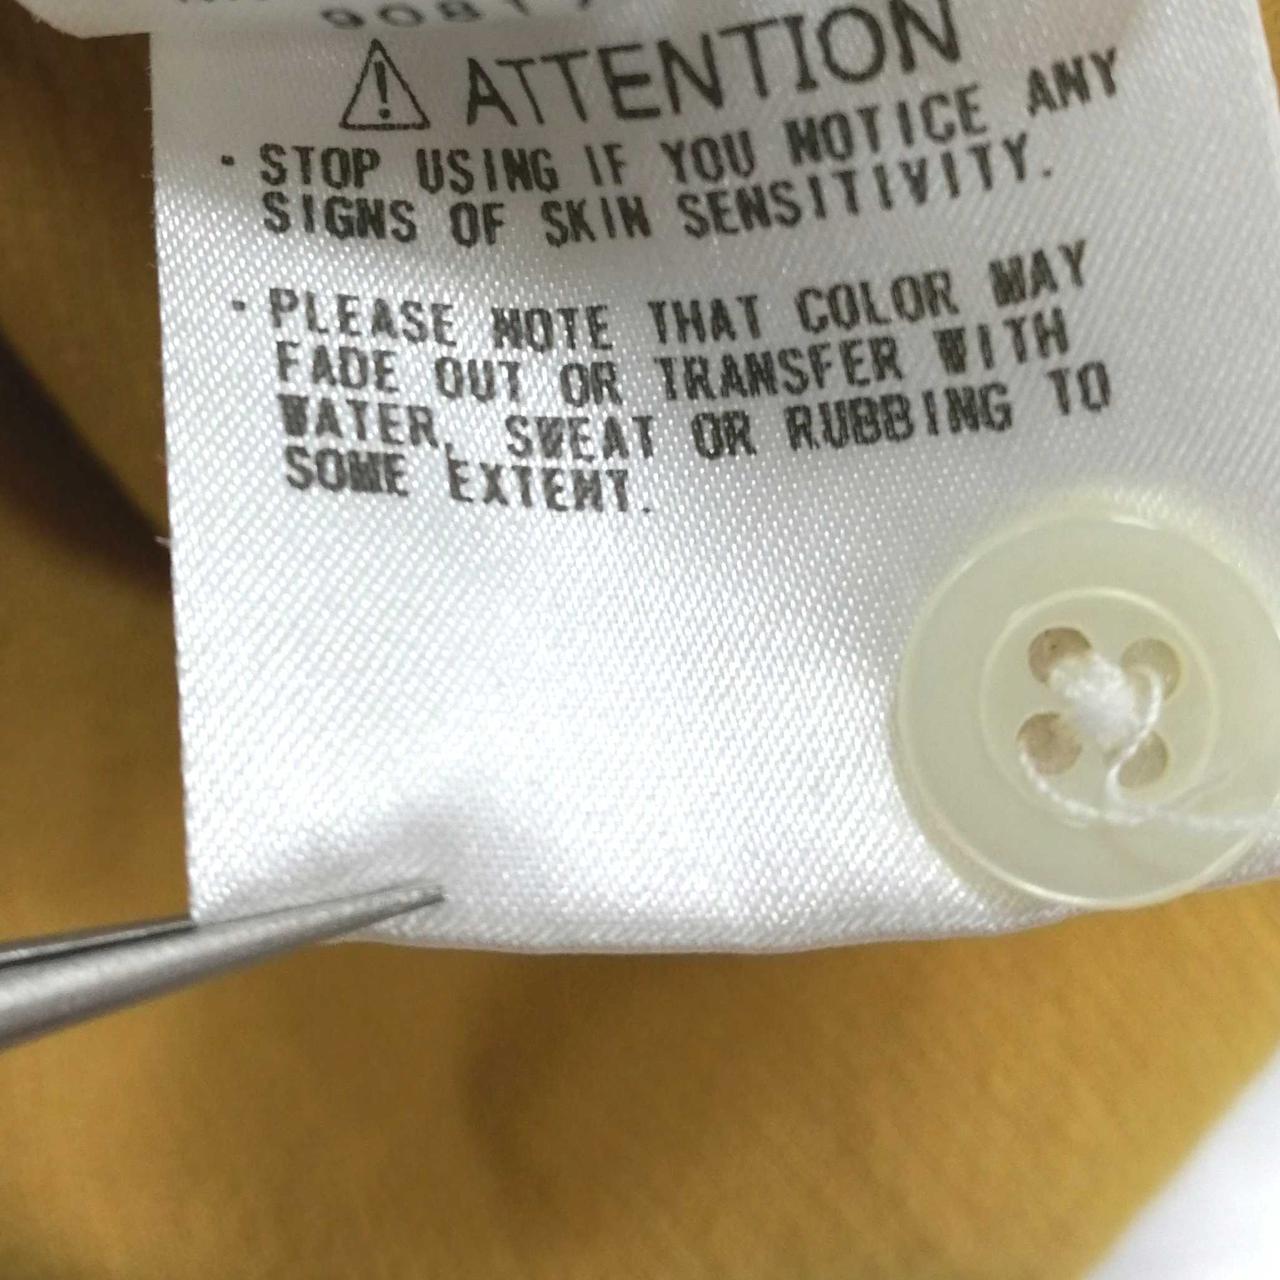 ATTENTION
· STOP USING IF YOU NOTICE ANY
SIGNS OF SKIN SENSITIVITY.
· PLEASE NOTE THAT COLOR MAY
FADE OUT OR TRANSFER WITH
WATER, SWEAT OR RUBBING TO
SOME EXTENT.